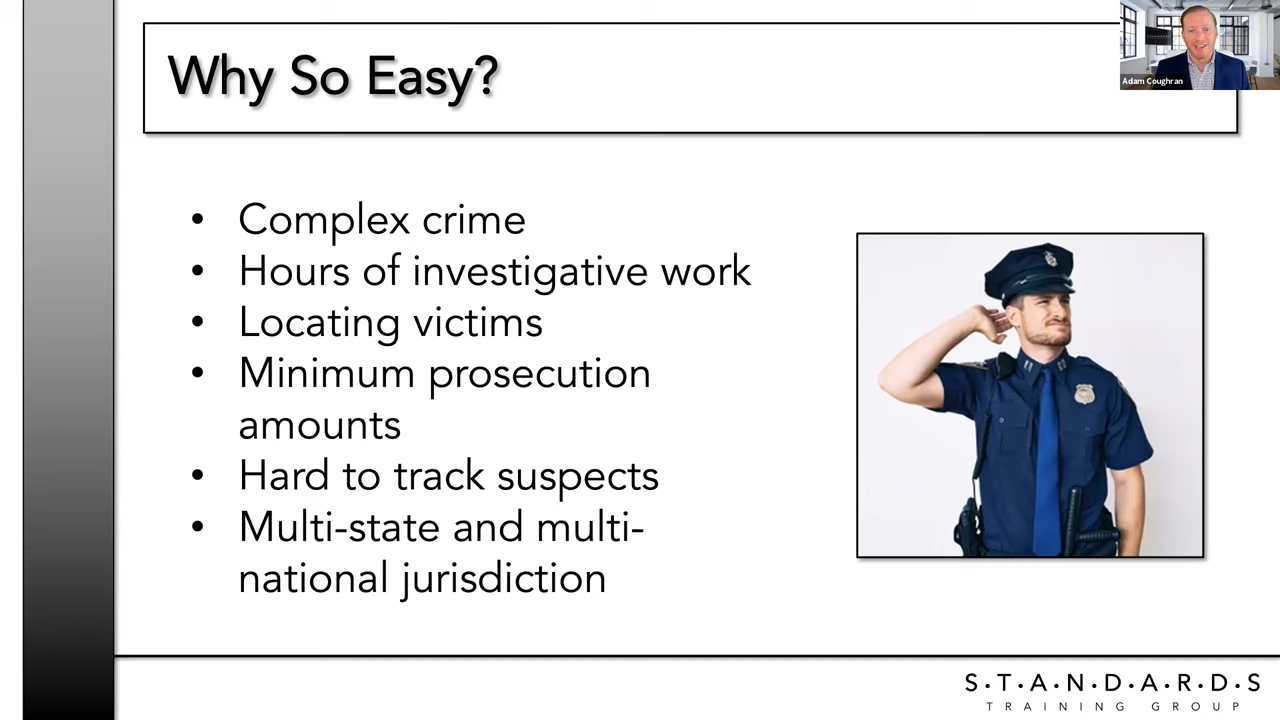 Why So Easy?
Adam Coughran
• Complex crime
• Hours of investigative work
• Locating victims
• Minimum prosecution
amounts
• Hard to track suspects
• Multi-state and multi-
national jurisdiction
S•T•A•N•D•A•R•D•S
TRAINING GROUP